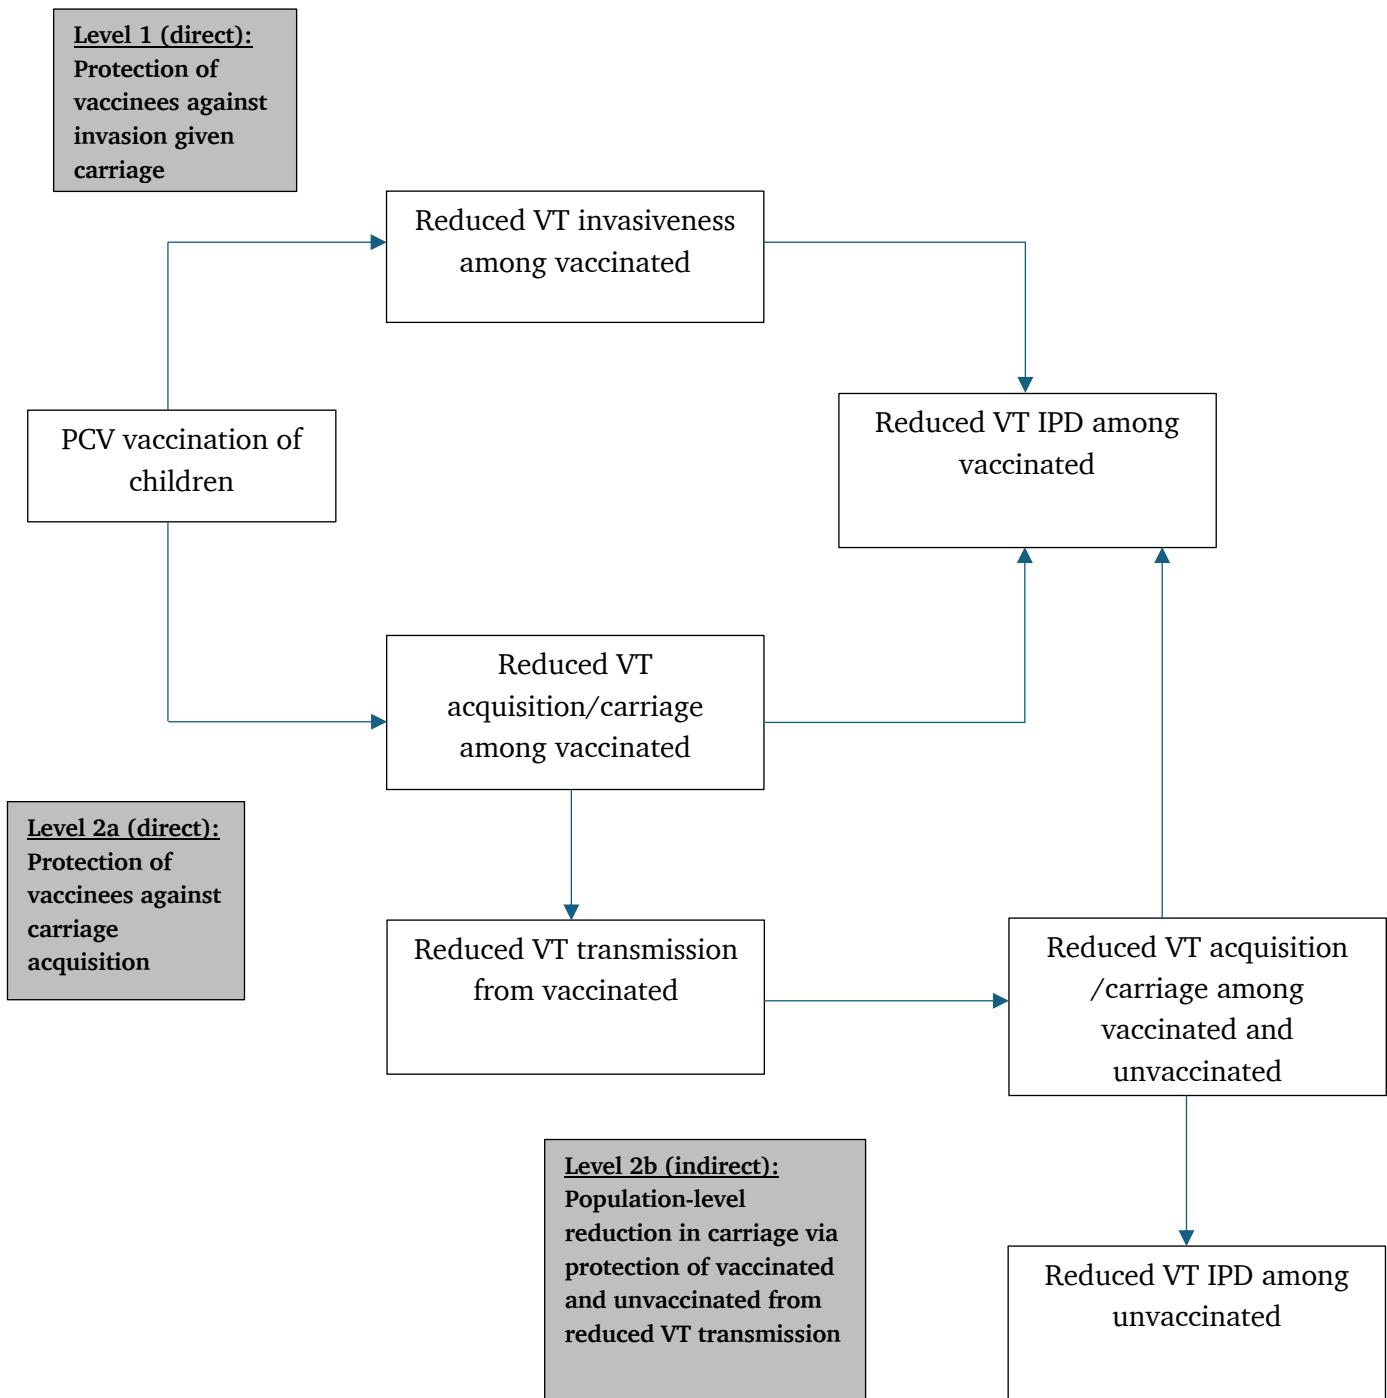 Level 1 (direct):
Protection of
vaccinees against
invasion given
carriage
Reduced VT invasiveness
among vaccinated
PCV vaccination of
children
Reduced VT IPD among
vaccinated
Reduced VT
acquisition/carriage
among vaccinated
Level 2a (direct):
Protection of
vaccinees against
carriage
acquisition
Reduced VT transmission
from vaccinated
Reduced VT acquisition
/carriage among
vaccinated and
unvaccinated
Level 2b (indirect):
Population-level
reduction in carriage via
protection of vaccinated
and unvaccinated from
reduced VT transmission
Reduced VT IPD among
unvaccinated